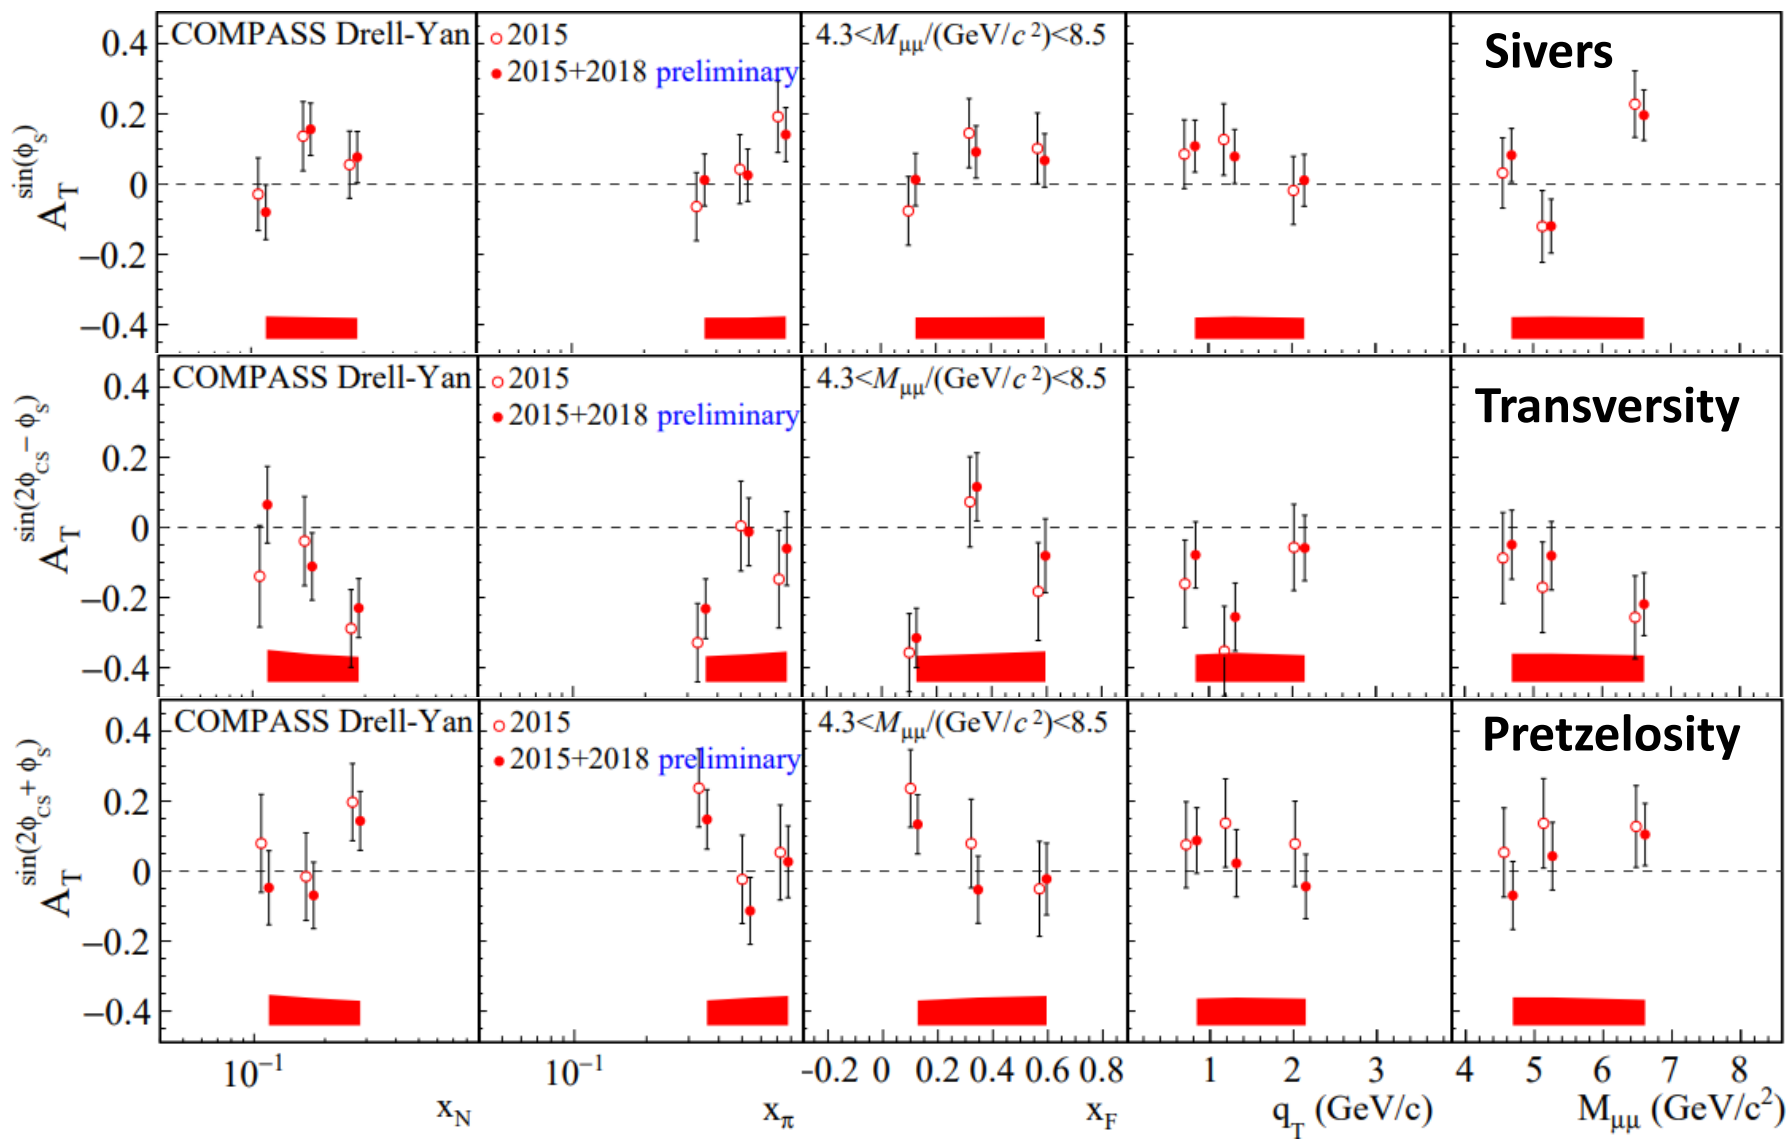 COMPASS Drell-Yan
2015
2015+2018 preliminary
4.3<Mμμ/(GeV/c²)<8.5
Sivers
A_T^sin(ϕ_S)
0.4
0.2
0
−0.2
−0.4
COMPASS Drell-Yan
2015
2015+2018 preliminary
4.3<Mμμ/(GeV/c²)<8.5
Transversity
A_T^sin(2ϕ_CS − ϕ_S)
0.4
0.2
0
−0.2
−0.4
COMPASS Drell-Yan
2015
2015+2018 preliminary
4.3<Mμμ/(GeV/c²)<8.5
Pretzelosity
A_T^sin(2ϕ_CS + ϕ_S)
0.4
0.2
0
−0.2
−0.4
10⁻¹
10⁻¹
−0.2 0 0.2 0.4 0.6 0.8
1 2 3
4 5 6 7 8
x_N
x_π
x_F
q_T (GeV/c)
Mμμ (GeV/c²)